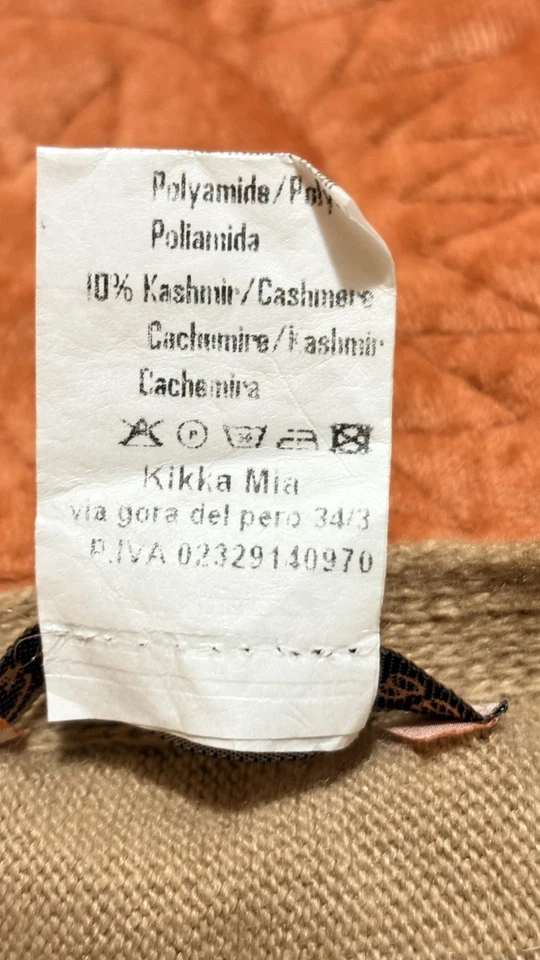 Polyamide/Poly
Poliamida
10% Kashmir/Cashmere
Cachemire/Kashmir
Cachemira
P
30
Kikka Mia
via gora del pero 34/3
P.IVA 02329140970